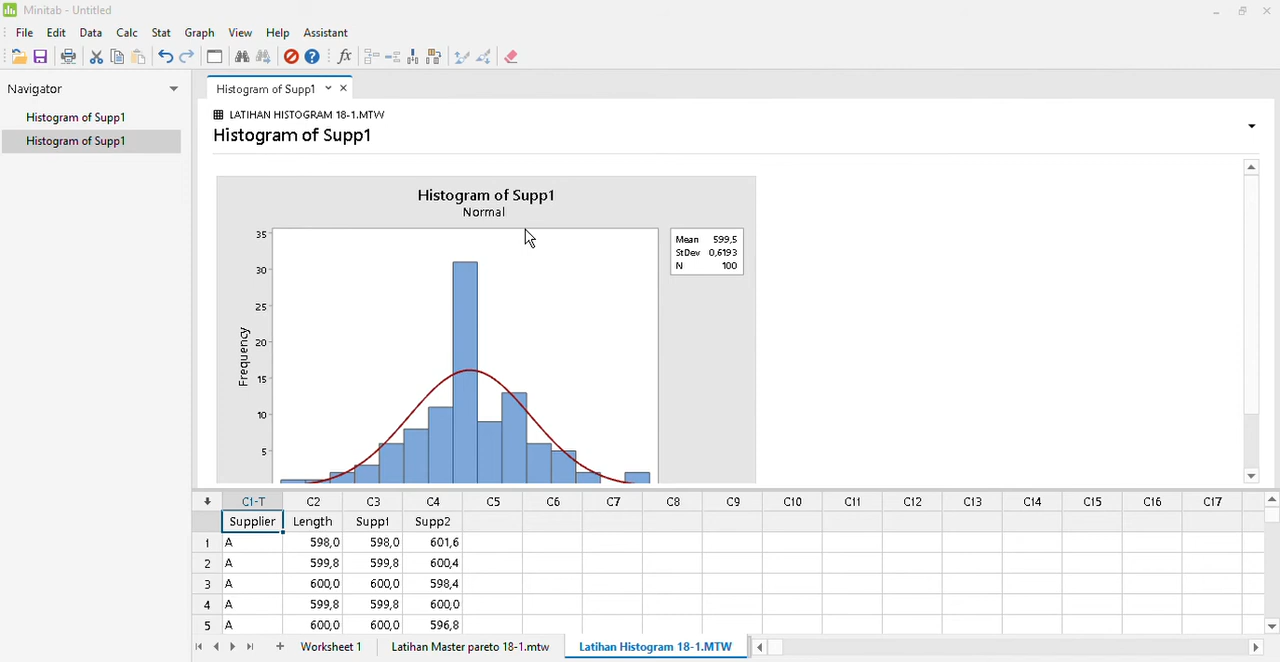 Minitab - Untitled
File Edit Data Calc Stat Graph View Help Assistant
Navigator
Histogram of Supp1
Histogram of Supp1
Histogram of Supp1
LATIHAN HISTOGRAM 18-1.MTW
Histogram of Supp1
Histogram of Supp1
Normal
35
30
25
20
15
10
5
Frequency
Mean 599,5
StDev 0,6193
N 100
C1-T C2 C3 C4 C5 C6 C7 C8 C9 C10 C11 C12 C13 C14 C15 C16 C17
Supplier Length Supp1 Supp2
1 A 598,0 598,0 601,6
2 A 599,8 599,8 600,4
3 A 600,0 600,0 598,4
4 A 599,8 599,8 600,0
5 A 600,0 600,0 596,8
Worksheet 1 Latihan Master pareto 18-1.mtw Latihan Histogram 18-1.MTW